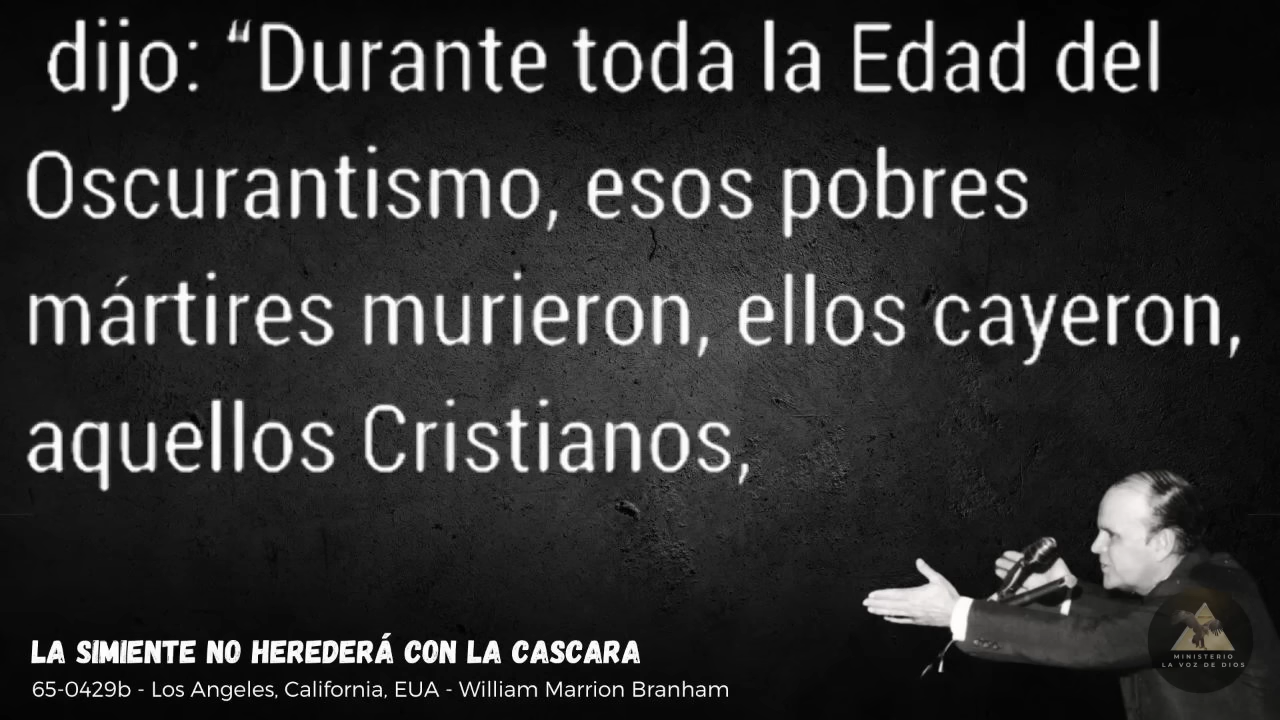 dijo: “Durante toda la Edad del
Oscurantismo, esos pobres
mártires murieron, ellos cayeron,
aquellos Cristianos,
LA SIMIENTE NO HEREDERÁ CON LA CASCARA
65-0429b - Los Angeles, California, EUA - William Marrion Branham
MINISTERIO
LA VOZ DE DIOS